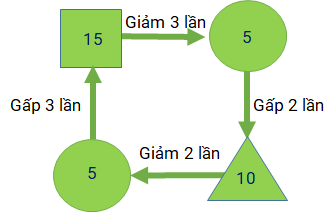 Giảm 3 lần
15
5
Gấp 3 lần
Gấp 2 lần
Giảm 2 lần
5
10